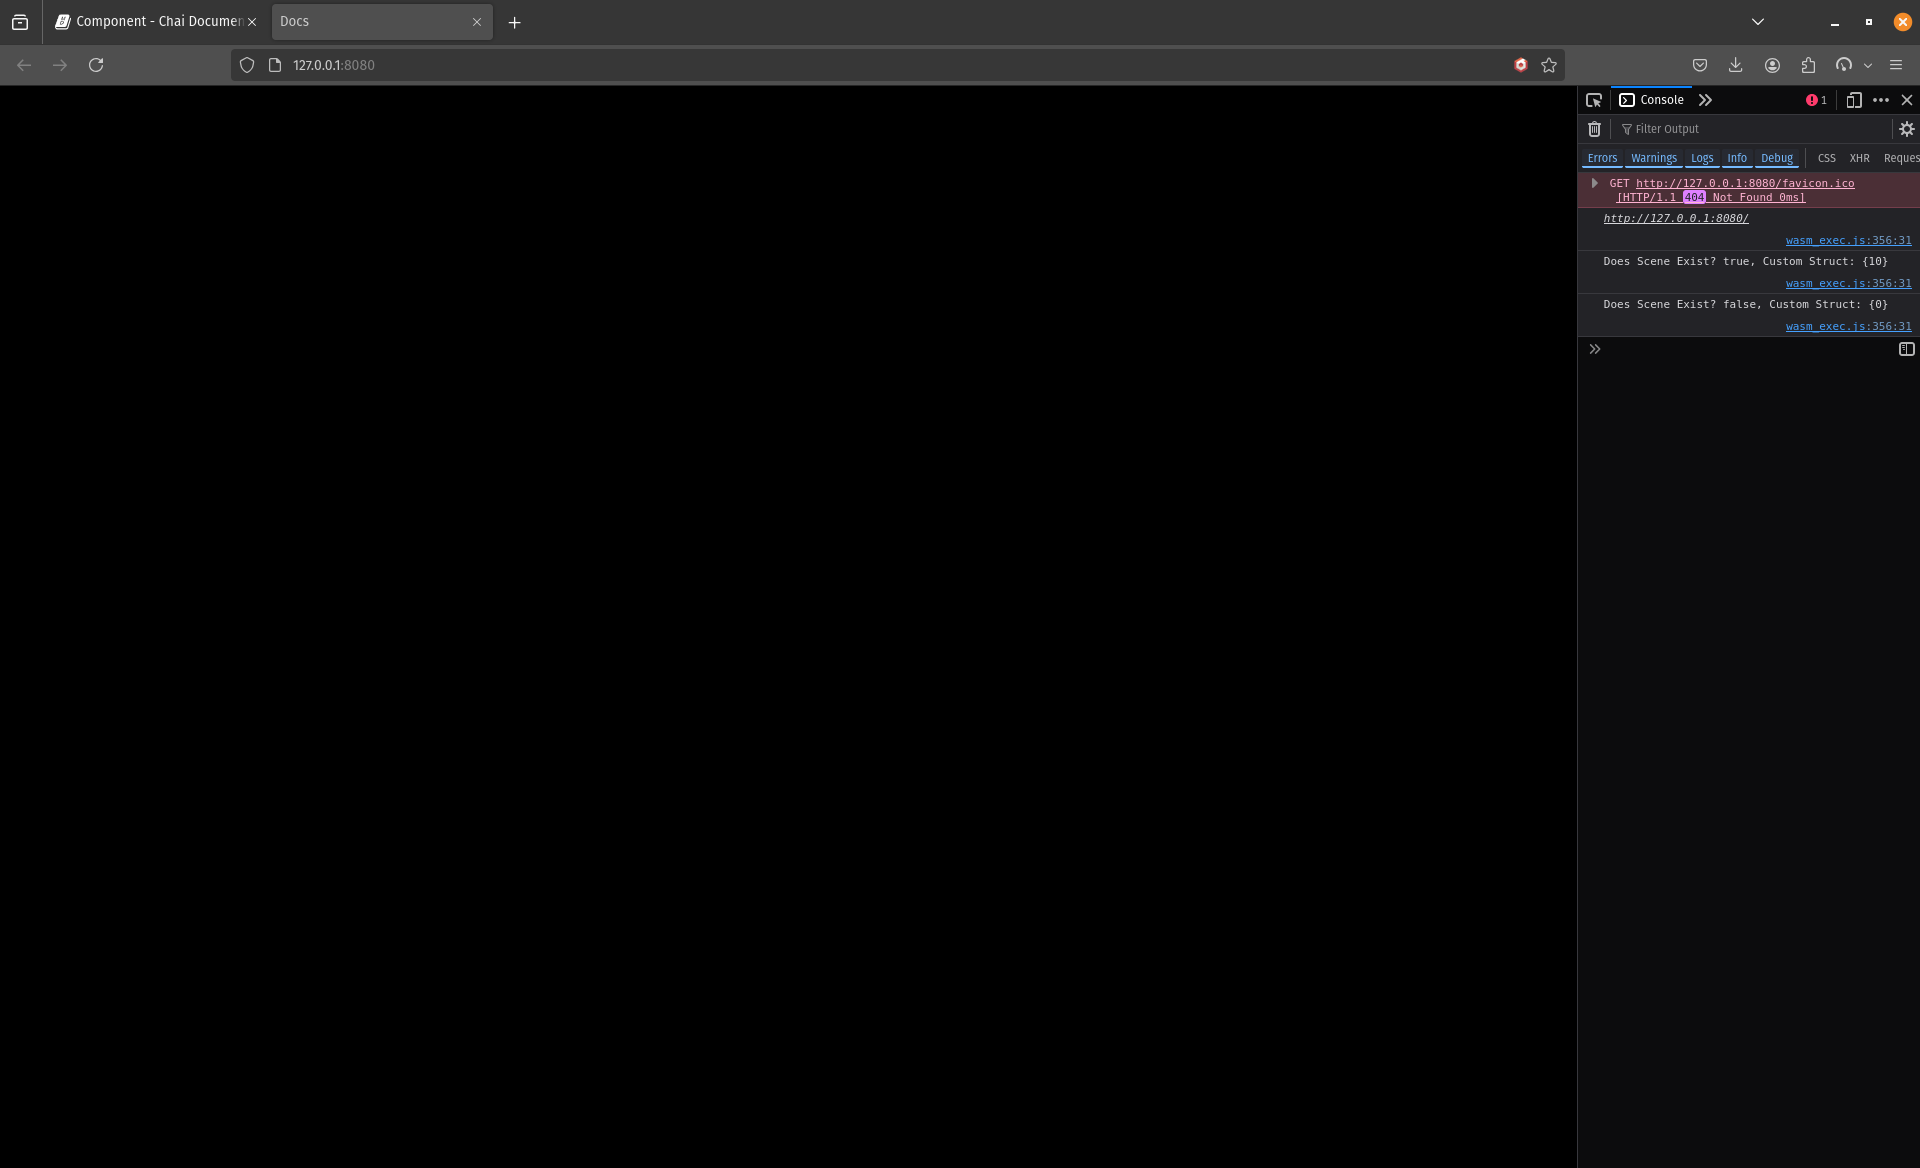 Component - Chai Documen
Docs
127.0.0.1:8080
Console
1
Filter Output
Errors Warnings Logs Info Debug CSS XHR Reques
GET http://127.0.0.1:8080/favicon.ico
[HTTP/1.1 404 Not Found 0ms]
http://127.0.0.1:8080/
wasm_exec.js:356:31
Does Scene Exist? true, Custom Struct: {10}
wasm_exec.js:356:31
Does Scene Exist? false, Custom Struct: {0}
wasm_exec.js:356:31